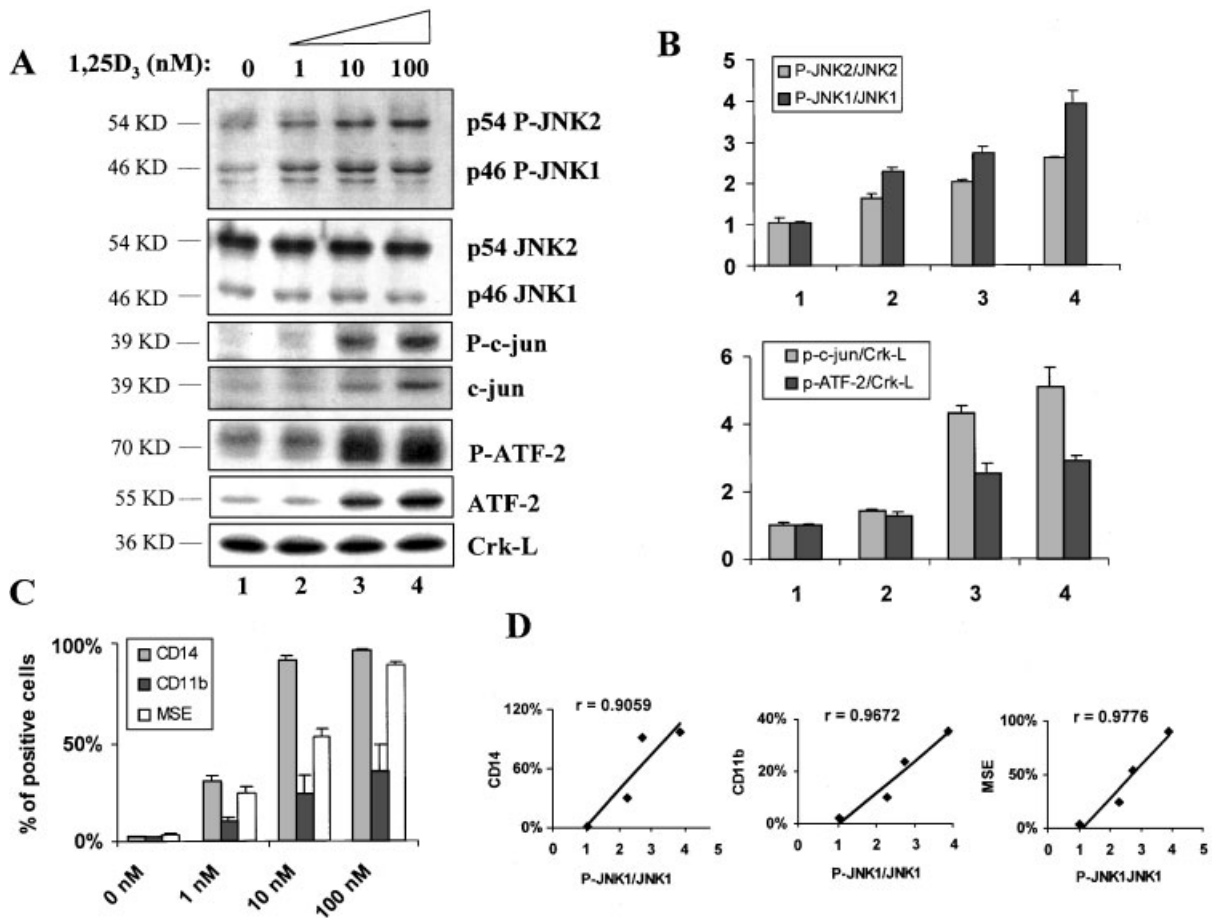 A
1,25D3 (nM): 0 1 10 100
54 KD
p54 P-JNK2
46 KD
p46 P-JNK1
54 KD
p54 JNK2
46 KD
p46 JNK1
39 KD
P-c-jun
39 KD
c-jun
70 KD
P-ATF-2
55 KD
ATF-2
36 KD
Crk-L
1 2 3 4
B
P-JNK2/JNK2
P-JNK1/JNK1
5
4
3
2
1
0
1 2 3 4
p-c-jun/Crk-L
p-ATF-2/Crk-L
6
4
2
0
1 2 3 4
C
% of positive cells
100%
50%
0%
CD14
CD11b
MSE
0 nM
1 nM
10 nM
100 nM
D
r = 0.9059
CD14
120%
80%
40%
0%
0 1 2 3 4 5
P-JNK1/JNK1
r = 0.9672
CD11b
40%
20%
0%
0 1 2 3 4
P-JNK1/JNK1
r = 0.9776
MSE
100%
50%
0%
0 1 2 3 4 5
P-JNK1JNK1